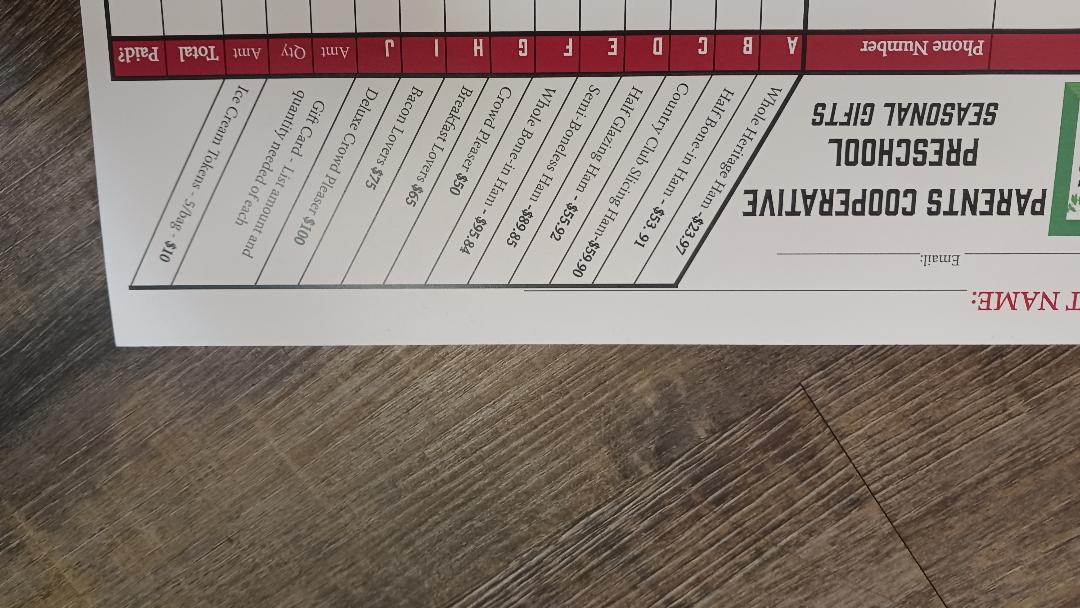 T NAME:
Email:
PARENTS COOPERATIVE
PRESCHOOL
SEASONAL GIFTS
Whole Heritage Ham -$23.97
Half Bone-in Ham - $53.91
Country Club Slicing Ham-$59.90
Half Glazing Ham - $55.92
Semi-Boneless Ham -$89.85
Whole Bone-in Ham - $95.84
Crowd Pleaser $50
Breakfast Lovers $65
Bacon Lovers $75
Deluxe Crowd Pleaser $100
Gift Card - List amount and
quantity needed of each
Ice Cream Tokens - 5/bag - $10
Phone Number A B C D E F G H I J Amt Qty Amt Total Paid?